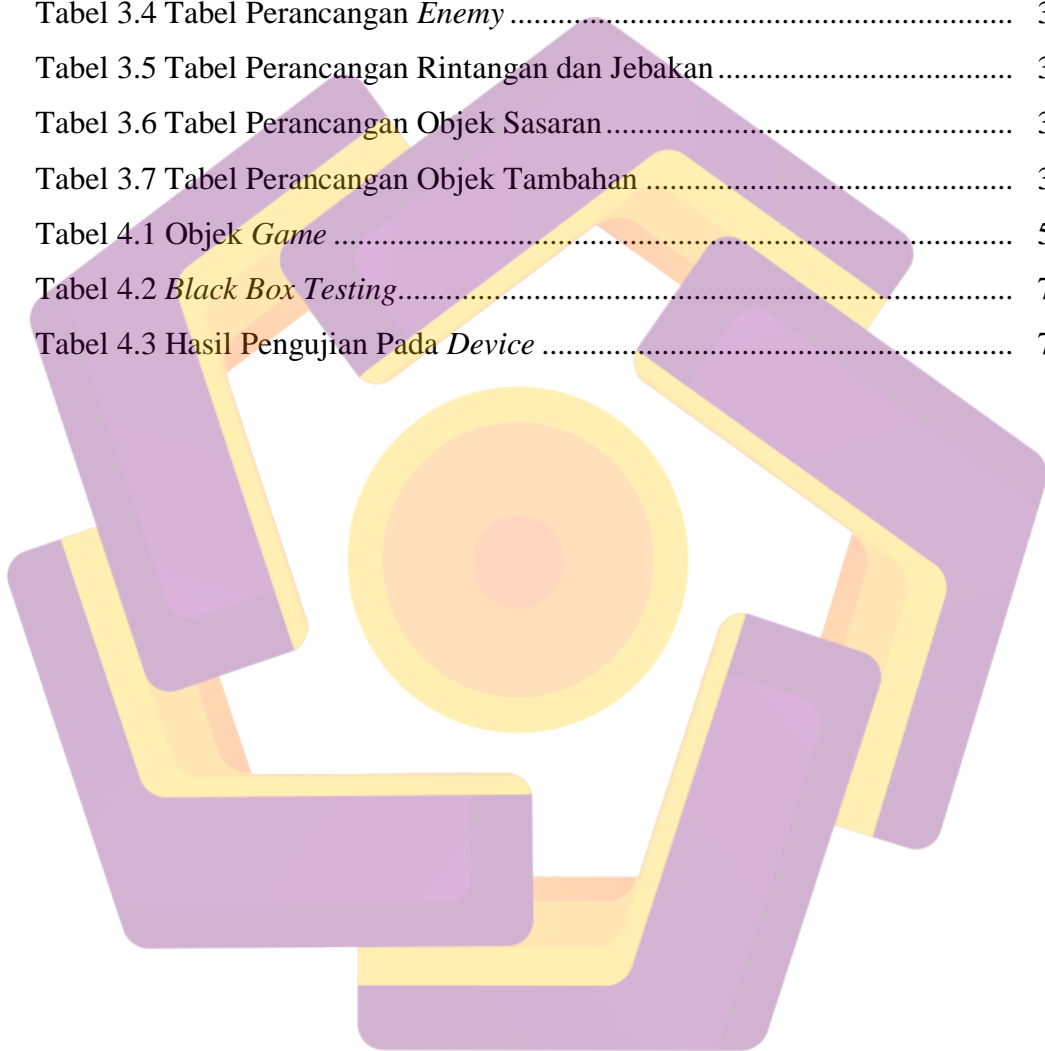 Tabel 3.4 Tabel Perancangan Enemy ............................................................... 3
Tabel 3.5 Tabel Perancangan Rintangan dan Jebakan ..................................... 3
Tabel 3.6 Tabel Perancangan Objek Sasaran ................................................... 3
Tabel 3.7 Tabel Perancangan Objek Tambahan .............................................. 3
Tabel 4.1 Objek Game ..................................................................................... 5
Tabel 4.2 Black Box Testing............................................................................. 7
Tabel 4.3 Hasil Pengujian Pada Device ........................................................... 7